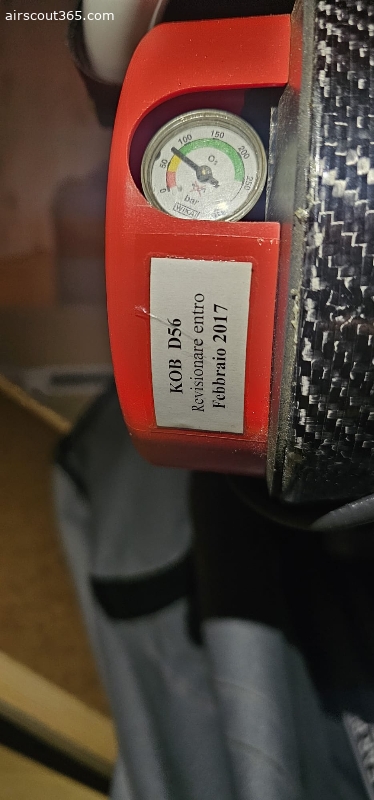 airscout365.com
0 50 100 150 200 250
O₂
bar
WIKA
KOB D56
Revisionare entro
Febbraio 2017